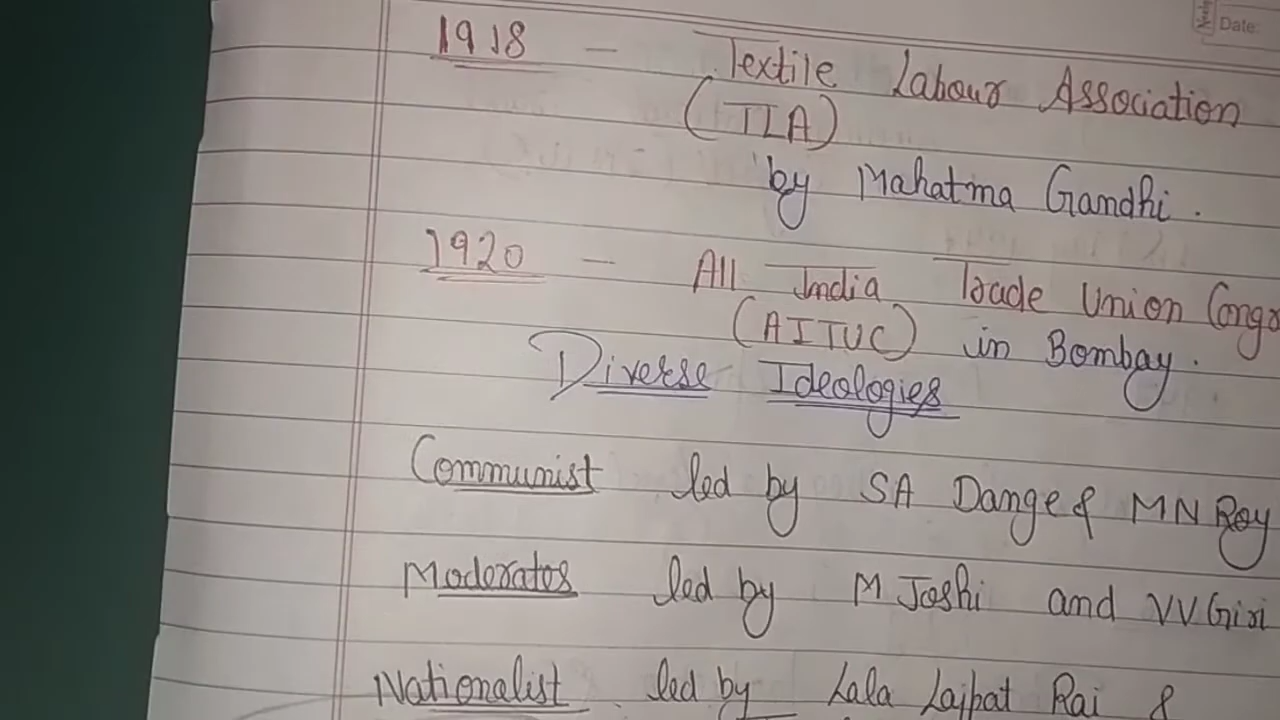 Date:
1918 - Textile Labour Association
(TLA)
by Mahatma Gandhi.
1920 - All India Trade Union Congr
(AITUC) in Bombay.
Diverse Ideologies
Communist led by SA Dange & MN Roy
Moderates led by M Joshi and VV Giri
Nationalist led by Lala Lajpat Rai &